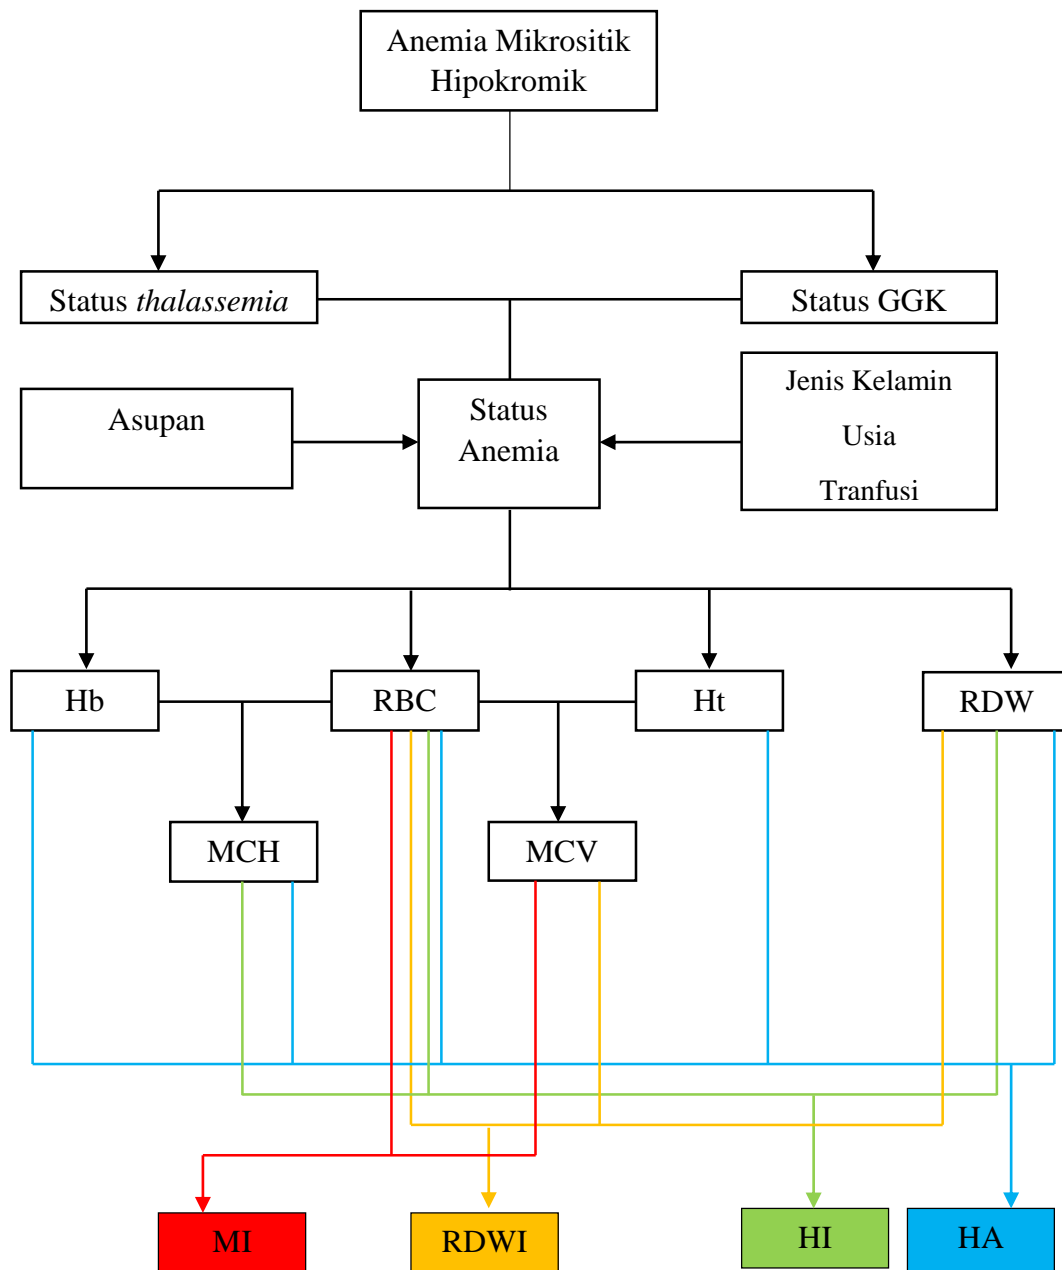 Anemia Mikrositik
Hipokromik
Status thalassemia
Status GGK
Asupan
Status
Anemia
Jenis Kelamin
Usia
Tranfusi
Hb
RBC
Ht
RDW
MCH
MCV
MI
RDWI
HI
HA